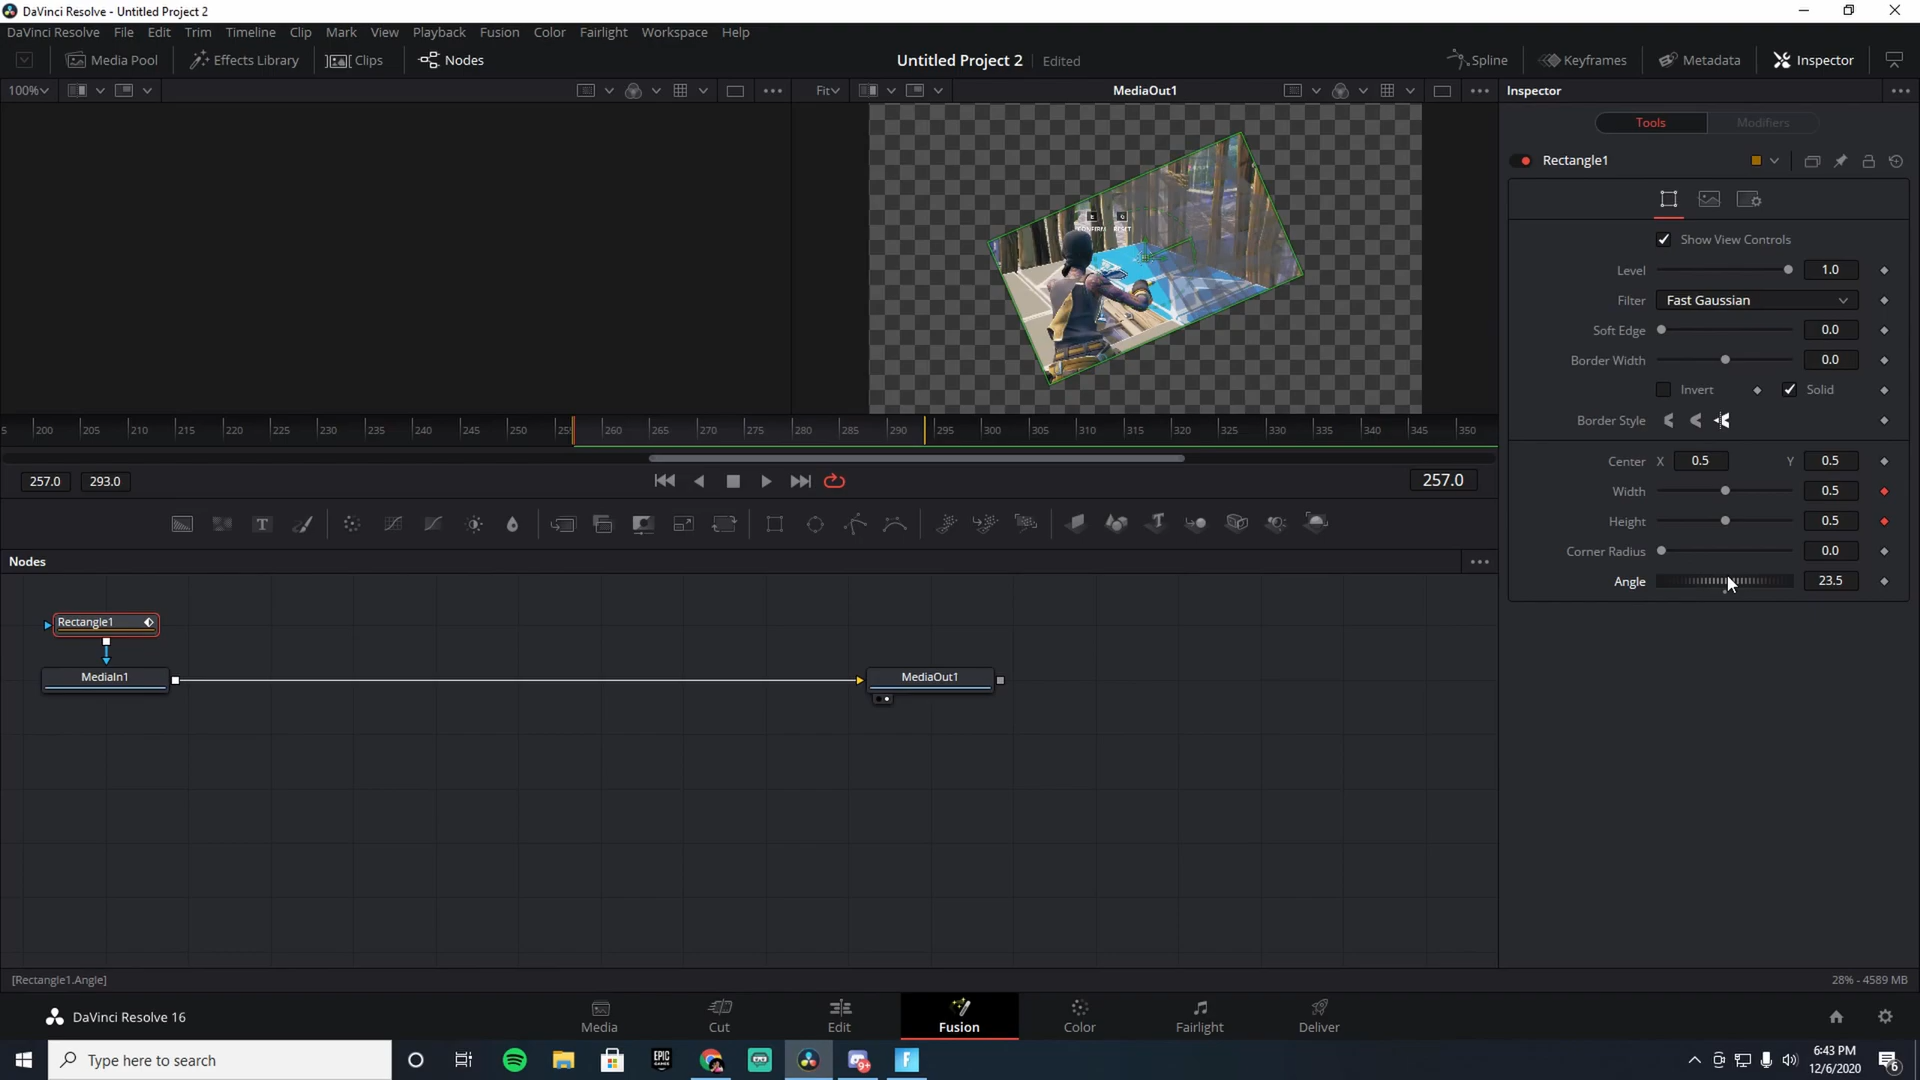 DaVinci Resolve - Untitled Project 2
DaVinci Resolve File Edit Trim Timeline Clip Mark View Playback Fusion Color Fairlight Workspace Help
Media Pool Effects Library Clips Nodes Untitled Project 2 Edited Spline Keyframes Metadata Inspector
100% Fit MediaOut1 Inspector
Tools Modifiers
Rectangle1
Show View Controls
Level 1.0
Filter Fast Gaussian
Soft Edge 0.0
Border Width 0.0
Invert Solid
Border Style
Center X 0.5 Y 0.5
Width 0.5
Height 0.5
Corner Radius 0.0
Angle 23.5
E Q
CONFIRM RESET
200 205 210 215 220 225 230 235 240 245 250 260 265 270 275 280 285 290 295 300 305 310 315 320 325 330 335 340 345 350
257.0 293.0 257.0
T T
Nodes
Rectangle1
MediaIn1 MediaOut1
[Rectangle1.Angle] 28% - 4589 MB
DaVinci Resolve 16 Media Cut Edit Fusion Color Fairlight Deliver
Type here to search
EPIC GAMES
9+
F
6:43 PM
12/6/2020
6